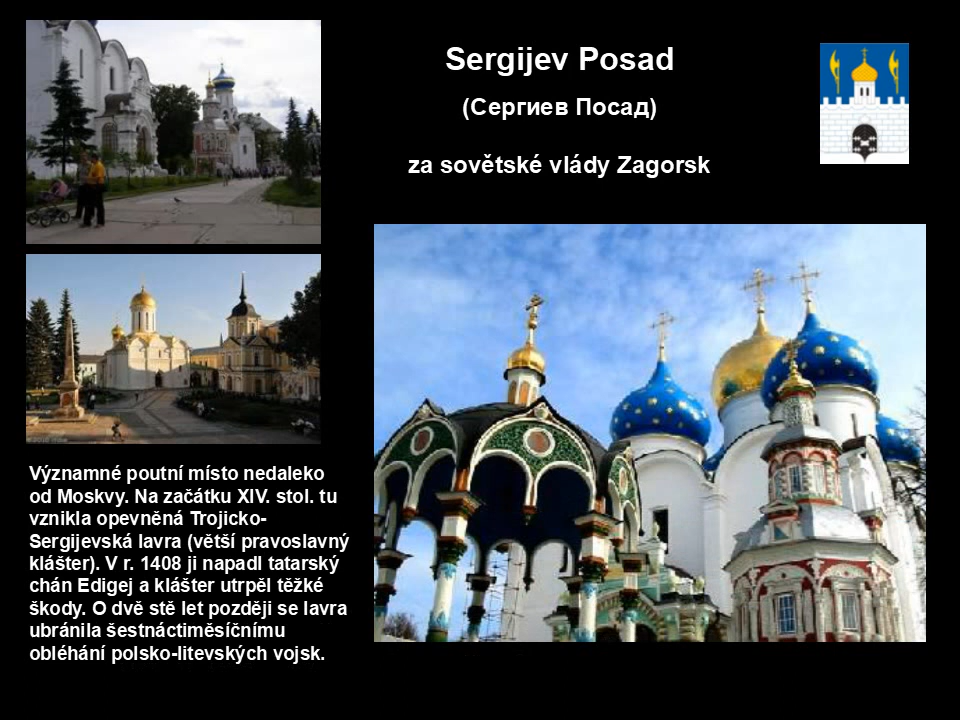 Sergijev Posad
(Сергиев Посад)
za sovětské vlády Zagorsk
Významné poutní místo nedaleko
od Moskvy. Na začátku XIV. stol. tu
vznikla opevněná Trojicko-
Sergijevská lavra (větší pravoslavný
klášter). V r. 1408 ji napadl tatarský
chán Edigej a klášter utrpěl těžké
škody. O dvě stě let později se lavra
ubránila šestnáctiměsíčnímu
obléhání polsko-litevských vojsk.